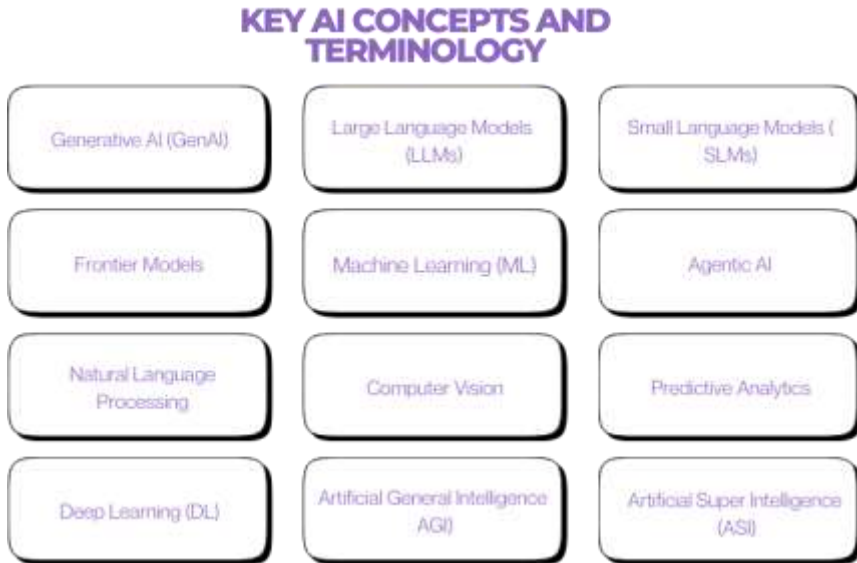 KEY AI CONCEPTS AND
TERMINOLOGY
Generative AI (GenAI)
Large Language Models
(LLMs)
Small Language Models (
SLMs)
Frontier Models
Machine Learning (ML)
Agentic AI
Natural Language
Processing
Computer Vision
Predictive Analytics
Deep Learning (DL)
Artificial General Intelligence
AGI)
Artificial Super Intelligence
(ASI)